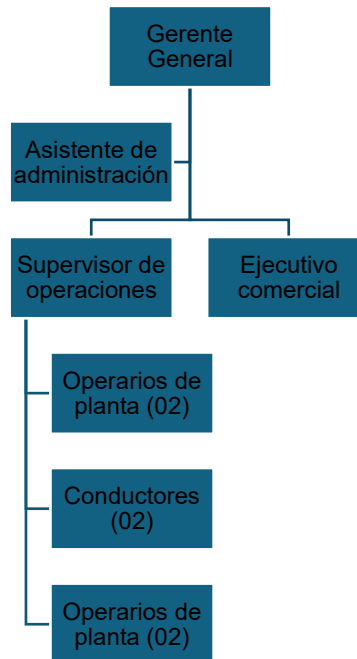 Gerente
General
Asistente de
administración
Supervisor de
operaciones
Ejecutivo
comercial
Operarios de
planta (02)
Conductores
(02)
Operarios de
planta (02)